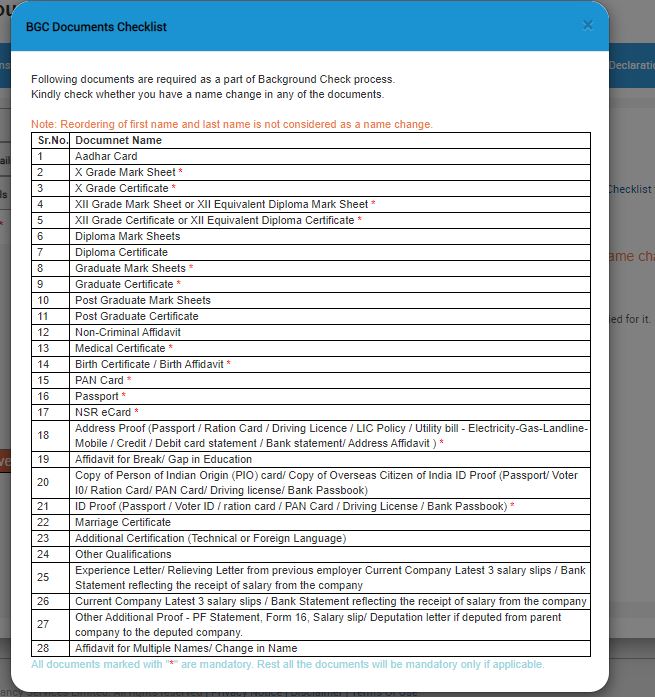 BGC Documents Checklist
×
Following documents are required as a part of Background Check process.
Kindly check whether you have a name change in any of the documents.
Note: Reordering of first name and last name is not considered as a name change.
Sr.No. Documnet Name
1 Aadhar Card
2 X Grade Mark Sheet *
3 X Grade Certificate *
4 XII Grade Mark Sheet or XII Equivalent Diploma Mark Sheet *
5 XII Grade Certificate or XII Equivalent Diploma Certificate *
6 Diploma Mark Sheets
7 Diploma Certificate
8 Graduate Mark Sheets *
9 Graduate Certificate *
10 Post Graduate Mark Sheets
11 Post Graduate Certificate
12 Non-Criminal Affidavit
13 Medical Certificate *
14 Birth Certificate / Birth Affidavit *
15 PAN Card *
16 Passport *
17 NSR eCard *
18 Address Proof (Passport / Ration Card / Driving Licence / LIC Policy / Utility bill - Electricity-Gas-Landline-
Mobile / Credit / Debit card statement / Bank statement/ Address Affidavit ) *
19 Affidavit for Break/ Gap in Education
20 Copy of Person of Indian Origin (PIO) card/ Copy of Overseas Citizen of India ID Proof (Passport/ Voter
I0/ Ration Card/ PAN Card/ Driving license/ Bank Passbook)
21 ID Proof (Passport / Voter ID / ration card / PAN Card / Driving License / Bank Passbook) *
22 Marriage Certificate
23 Additional Certification (Technical or Foreign Language)
24 Other Qualifications
25 Experience Letter/ Relieving Letter from previous employer Current Company Latest 3 salary slips / Bank
Statement reflecting the receipt of salary from the company
26 Current Company Latest 3 salary slips / Bank Statement reflecting the receipt of salary from the company
27 Other Additional Proof - PF Statement, Form 16, Salary slip/ Deputation letter if deputed from parent
company to the deputed company.
28 Affidavit for Multiple Names/ Change in Name
All documents marked with "*" are mandatory. Rest all the documents will be mandatory only if applicable.
Declarati
Checklist
ame cha
ied for it.